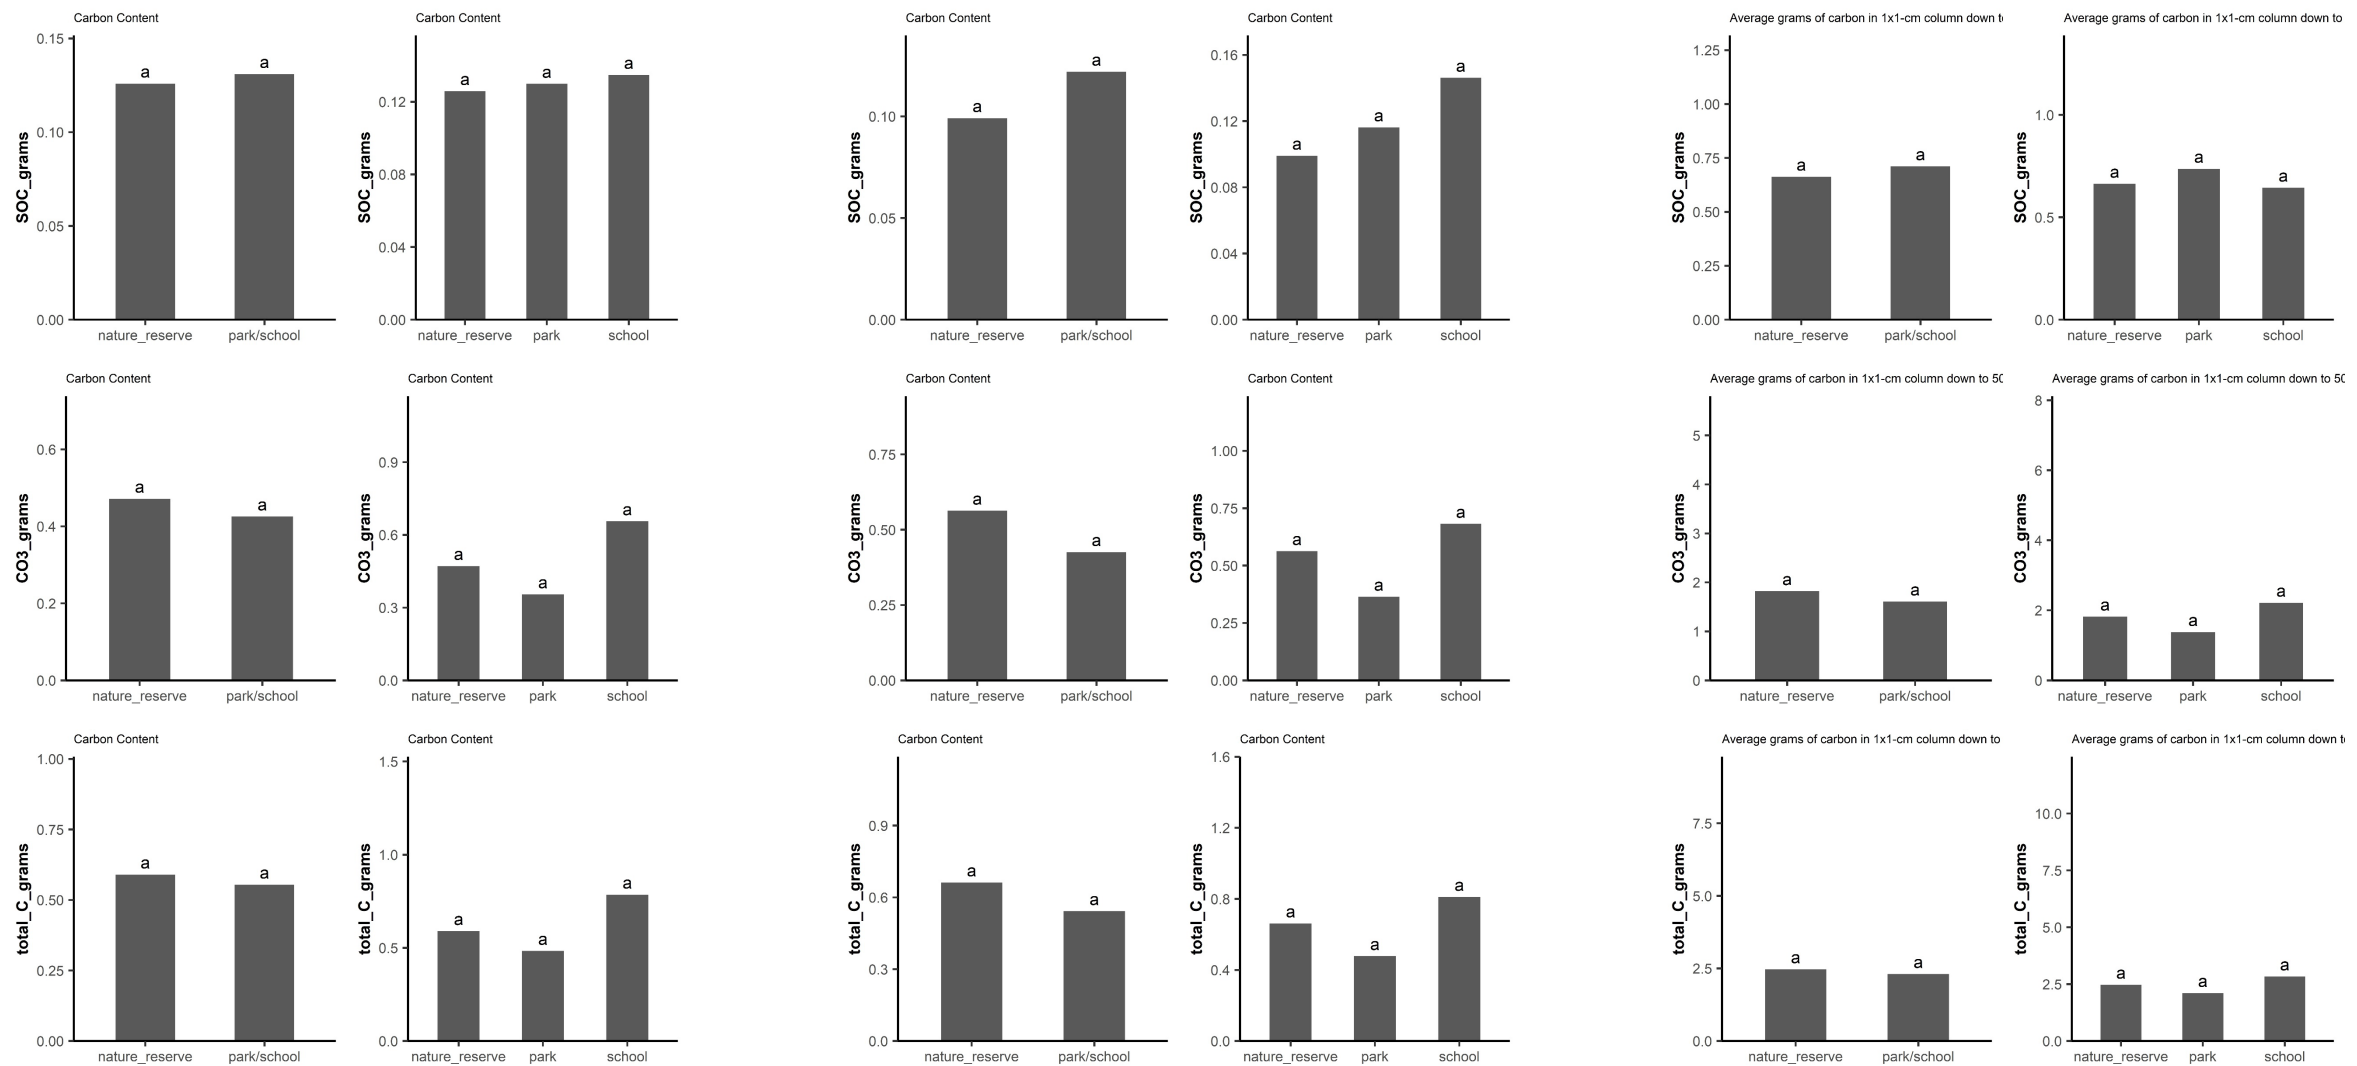 Carbon Content
SOC_grams
0.15
0.10
0.05
0.00
a
a
nature_reserve
park/school
Carbon Content
SOC_grams
0.12
0.08
0.04
0.00
a
a
a
nature_reserve
park
school
Carbon Content
SOC_grams
0.10
0.05
0.00
a
a
nature_reserve
park/school
Carbon Content
SOC_grams
0.16
0.12
0.08
0.04
0.00
a
a
a
nature_reserve
park
school
Average grams of carbon in 1x1-cm column down to
SOC_grams
1.25
1.00
0.75
0.50
0.25
0.00
a
a
nature_reserve
park/school
Average grams of carbon in 1x1-cm column down to
SOC_grams
1.0
0.5
0.0
a
a
a
nature_reserve
park
school
Carbon Content
CO3_grams
0.6
0.4
0.2
0.0
a
a
nature_reserve
park/school
Carbon Content
CO3_grams
0.9
0.6
0.3
0.0
a
a
a
nature_reserve
park
school
Carbon Content
CO3_grams
0.75
0.50
0.25
0.00
a
a
nature_reserve
park/school
Carbon Content
CO3_grams
1.00
0.75
0.50
0.25
0.00
a
a
a
nature_reserve
park
school
Average grams of carbon in 1x1-cm column down to 50
CO3_grams
5
4
3
2
1
0
a
a
nature_reserve
park/school
Average grams of carbon in 1x1-cm column down to 50
CO3_grams
8
6
4
2
0
a
a
a
nature_reserve
park
school
Carbon Content
total_C_grams
1.00
0.75
0.50
0.25
0.00
a
a
nature_reserve
park/school
Carbon Content
total_C_grams
1.5
1.0
0.5
0.0
a
a
a
nature_reserve
park
school
Carbon Content
total_C_grams
0.9
0.6
0.3
0.0
a
a
nature_reserve
park/school
Carbon Content
total_C_grams
1.6
1.2
0.8
0.4
0.0
a
a
a
nature_reserve
park
school
Average grams of carbon in 1x1-cm column down to
total_C_grams
7.5
5.0
2.5
0.0
a
a
nature_reserve
park/school
Average grams of carbon in 1x1-cm column down to
total_C_grams
10.0
7.5
5.0
2.5
0.0
a
a
a
nature_reserve
park
school